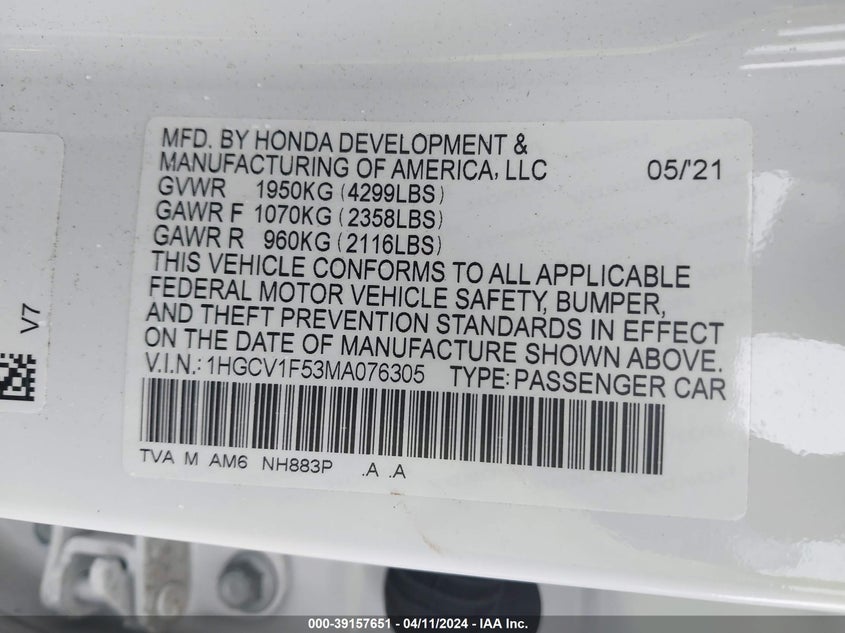 MFD. BY HONDA DEVELOPMENT &
MANUFACTURING OF AMERICA, LLC 05/'21
GVWR 1950KG (4299LBS)
GAWR F 1070KG (2358LBS)
GAWR R 960KG (2116LBS)
THIS VEHICLE CONFORMS TO ALL APPLICABLE
FEDERAL MOTOR VEHICLE SAFETY, BUMPER,
AND THEFT PREVENTION STANDARDS IN EFFECT
ON THE DATE OF MANUFACTURE SHOWN ABOVE.
V.I.N.: 1HGCV1F53MA076305 TYPE: PASSENGER CAR
TVA M AM6 NH883P .A .A
V7
000-39157651 / 04/11/2024 - IAA Inc.